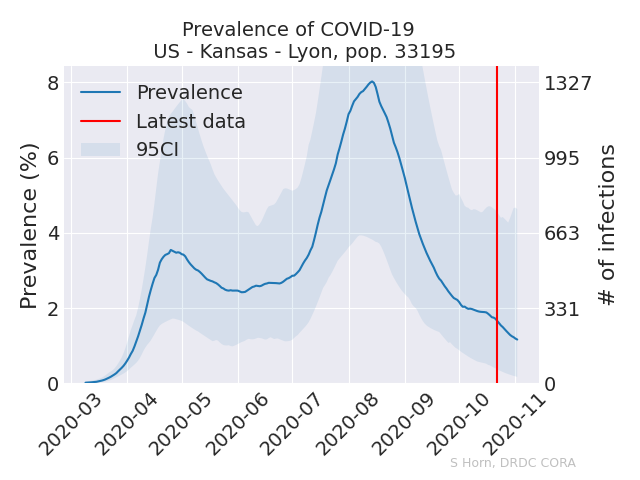 Prevalence of COVID-19
US - Kansas - Lyon, pop. 33195
Prevalence
Latest data
95CI
Prevalence (%)
8
6
4
2
0
1327
995
663
331
0
# of infections
2020-03
2020-04
2020-05
2020-06
2020-07
2020-08
2020-09
2020-10
2020-11
S Horn, DRDC CORA